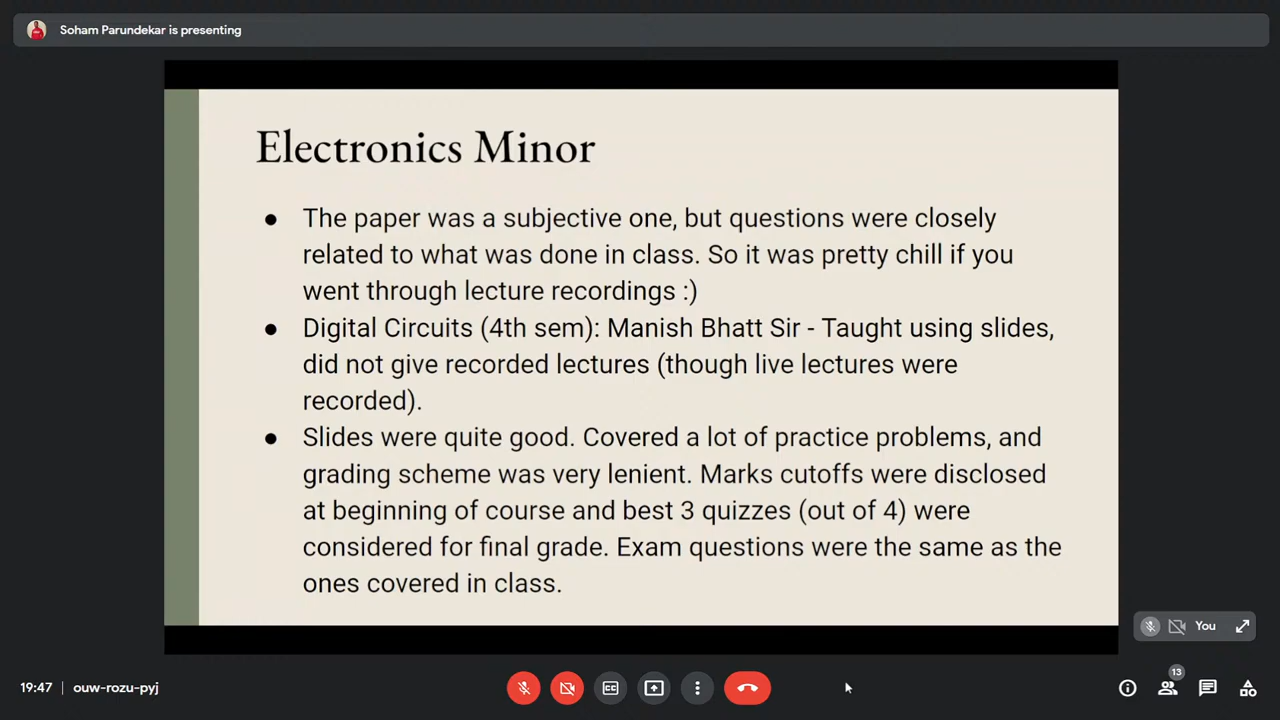 Soham Parundekar is presenting
Electronics Minor
● The paper was a subjective one, but questions were closely
related to what was done in class. So it was pretty chill if you
went through lecture recordings :)
● Digital Circuits (4th sem): Manish Bhatt Sir - Taught using slides,
did not give recorded lectures (though live lectures were
recorded).
● Slides were quite good. Covered a lot of practice problems, and
grading scheme was very lenient. Marks cutoffs were disclosed
at beginning of course and best 3 quizzes (out of 4) were
considered for final grade. Exam questions were the same as the
ones covered in class.
You
13
19:47 | ouw-rozu-pyj